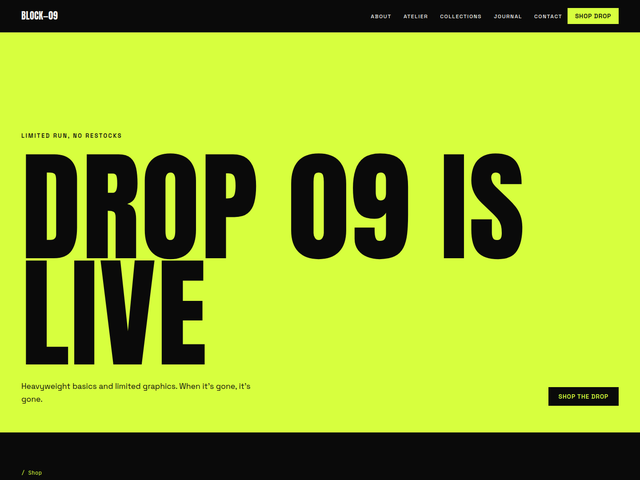 BLOCK—09
ABOUT ATELIER COLLECTIONS JOURNAL CONTACT SHOP DROP
LIMITED RUN, NO RESTOCKS
DROP 09 IS
LIVE
Heavyweight basics and limited graphics. When it's gone, it's
gone.
SHOP THE DROP
/ Shop